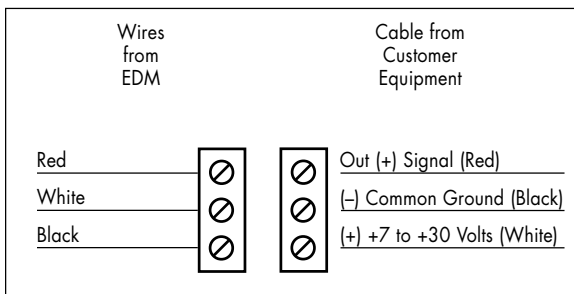 Wires
from
EDM
Cable from
Customer
Equipment
Red
White
Black
Out (+) Signal (Red)
(–) Common Ground (Black)
(+) +7 to +30 Volts (White)